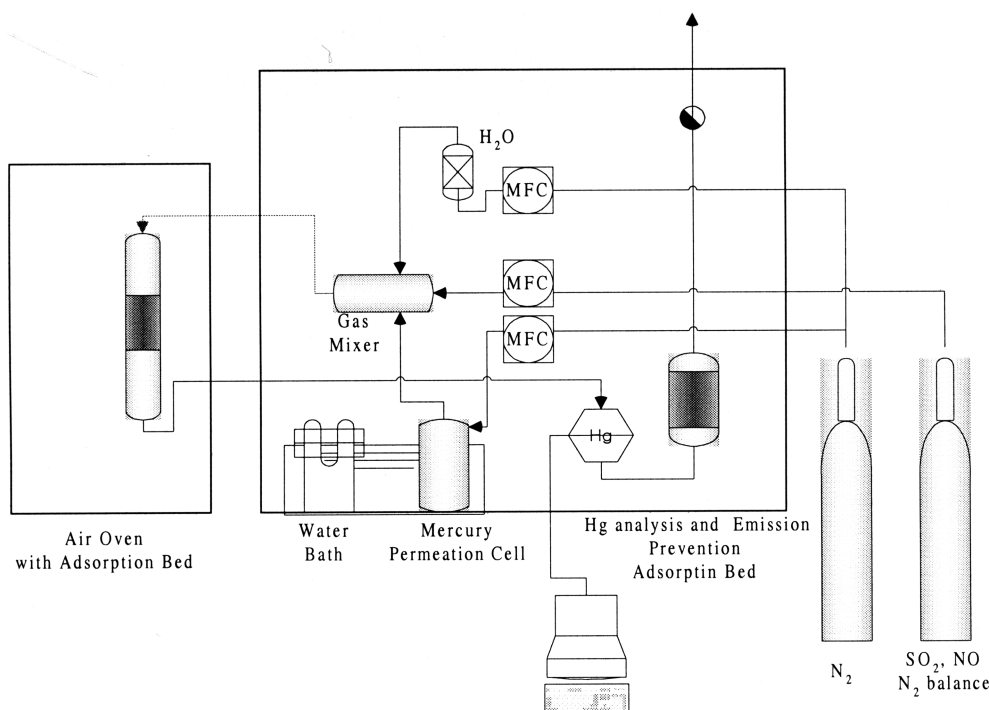 H2O
MFC
MFC
MFC
Gas
Mixer
Hg
Air Oven
with Adsorption Bed
Water
Bath
Mercury
Permeation Cell
Hg analysis and Emission
Prevention
Adsorptin Bed
N2
SO2, NO
N2 balance